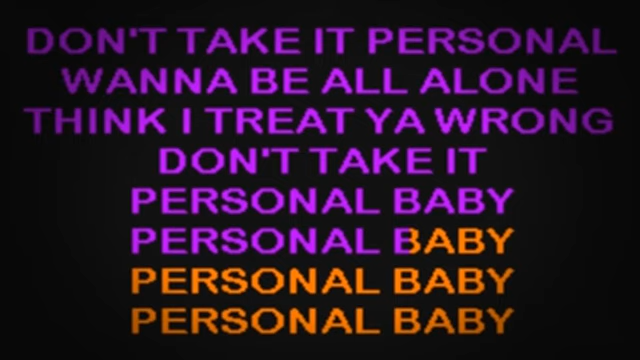 DON'T TAKE IT PERSONAL
WANNA BE ALL ALONE
THINK I TREAT YA WRONG
DON'T TAKE IT
PERSONAL BABY
PERSONAL BABY
PERSONAL BABY
PERSONAL BABY